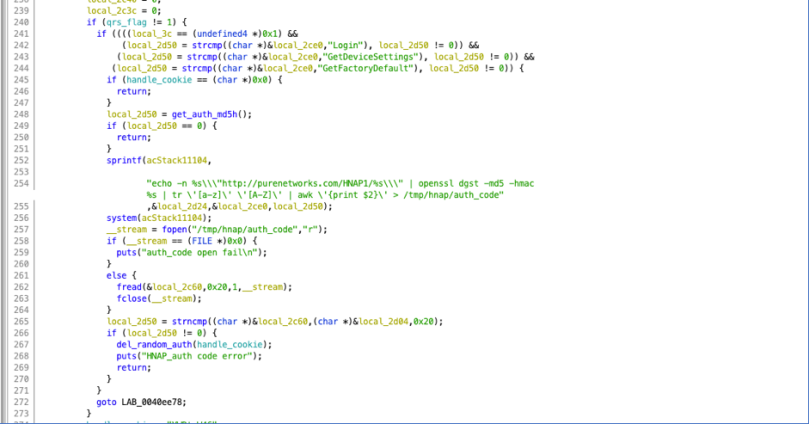 239 local_2c3c = 0;
240 if (qrs_flag != 1) {
241 if ((((local_3c == (undefined4 *)0x1) &&
242 (local_2d50 = strcmp((char *)&local_2ce0,"Login"), local_2d50 != 0)) &&
243 (local_2d50 = strcmp((char *)&local_2ce0,"GetDeviceSettings"), local_2d50 != 0)) &&
244 (local_2d50 = strcmp((char *)&local_2ce0,"GetFactoryDefault"), local_2d50 != 0)) {
245 if (handle_cookie == (char *)0x0) {
246 return;
247 }
248 local_2d50 = get_auth_md5h();
249 if (local_2d50 == 0) {
250 return;
251 }
252 sprintf(acStack11104,
253
254 "echo -n %s\\\"http://purenetworks.com/HNAP1/%s\\\" | openssl dgst -md5 -hmac
%s | tr \'[a-z]\' \'[A-Z]\' | awk \'{print $2}\' > /tmp/hnap/auth_code"
255 ,&local_2d24,&local_2ce0,local_2d50);
256 system(acStack11104);
257 __stream = fopen("/tmp/hnap/auth_code","r");
258 if (__stream == (FILE *)0x0) {
259 puts("auth_code open fail\n");
260 }
261 else {
262 fread(&local_2c60,0x20,1,__stream);
263 fclose(__stream);
264 }
265 local_2d50 = strncmp((char *)&local_2c60,(char *)&local_2d04,0x20);
266 if (local_2d50 != 0) {
267 del_random_auth(handle_cookie);
268 puts("HNAP_auth code error");
269 return;
270 }
271 }
272 goto LAB_0040ee78;
273 }